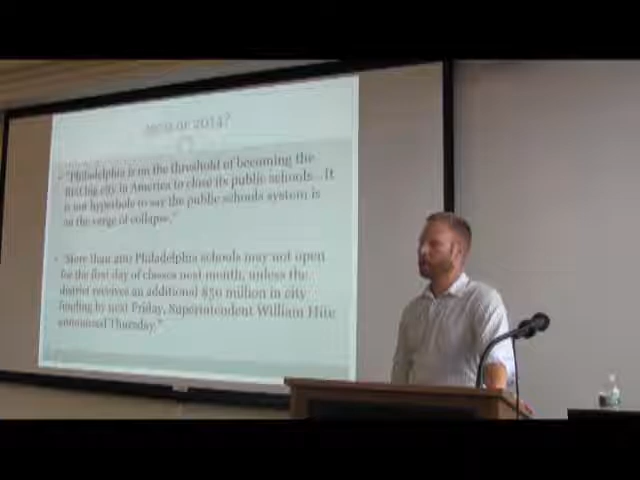 OF 2014?
"Philadelphia is on the threshold of becoming the
first big city in America to close its public schools...It
is not hyperbole to say the public schools system is
on the verge of collapse."
"More than 200 Philadelphia schools may not open
for the first day of classes next month, unless the
district receives an additional $50 million in city
funding by next Friday, Superintendent William Hite
announced Thursday."